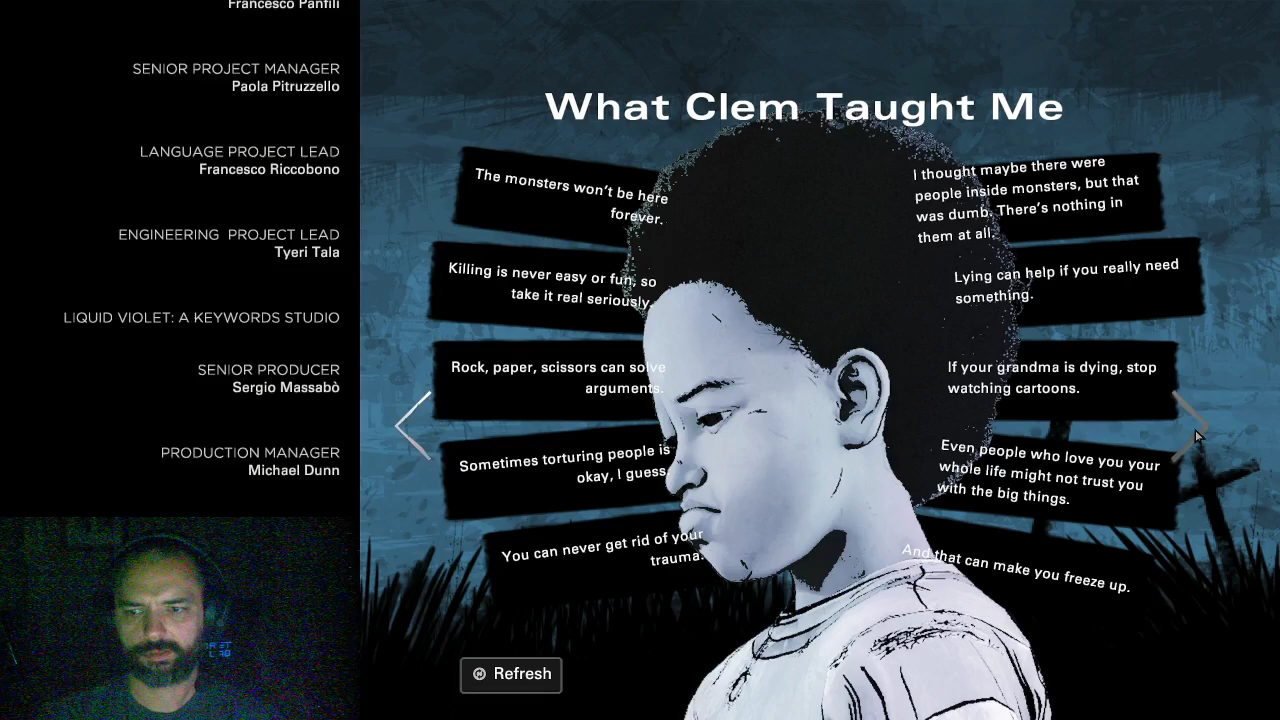 Francesco Panfili
SENIOR PROJECT MANAGER
Paola Pitruzzello
LANGUAGE PROJECT LEAD
Francesco Riccobono
ENGINEERING PROJECT LEAD
Tyeri Tala
LIQUID VIOLET: A KEYWORDS STUDIO
SENIOR PRODUCER
Sergio Massabò
PRODUCTION MANAGER
Michael Dunn
What Clem Taught Me
The monsters won't be here
forever.
Killing is never easy or fun, so
take it real seriously.
Rock, paper, scissors can solve
arguments.
Sometimes torturing people is
okay, I guess.
You can never get rid of your
trauma.
I thought maybe there were
people inside monsters, but that
was dumb. There's nothing in
them at all.
Lying can help if you really need
something.
If your grandma is dying, stop
watching cartoons.
Even people who love you your
whole life might not trust you
with the big things.
And that can make you freeze up.
Refresh